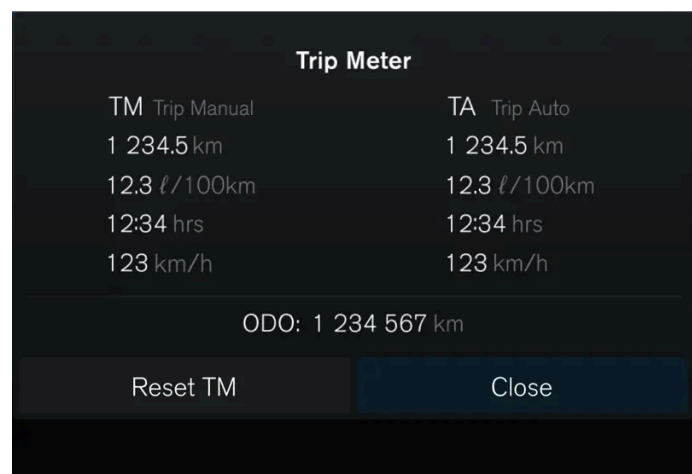 Trip Meter
TM Trip Manual
1 234.5 km
12.3 ℓ/100km
12:34 hrs
123 km/h
TA Trip Auto
1 234.5 km
12.3 ℓ/100km
12:34 hrs
123 km/h
ODO: 1 234 567 km
Reset TM
Close